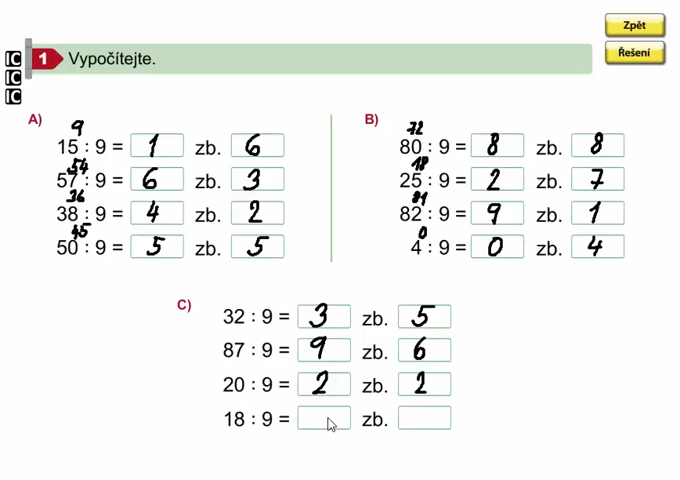 Zpět
1 Vypočítejte.
Řešení
A)
9
15 : 9 = 1 zb. 6
54
57 : 9 = 6 zb. 3
36
38 : 9 = 4 zb. 2
45
50 : 9 = 5 zb. 5
B)
72
80 : 9 = 8 zb. 8
18
25 : 9 = 2 zb. 7
81
82 : 9 = 9 zb. 1
0
4 : 9 = 0 zb. 4
C)
32 : 9 = 3 zb. 5
87 : 9 = 9 zb. 6
20 : 9 = 2 zb. 2
18 : 9 = zb.